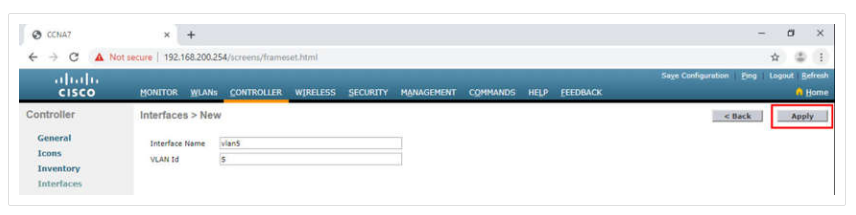 CCNA7
Not secure | 192.168.200.254/screens/frameset.html
Save Configuration | Ping | Logout | Refresh
CISCO
MONITOR WLANs CONTROLLER WIRELESS SECURITY MANAGEMENT COMMANDS HELP FEEDBACK
Home
Controller
Interfaces > New
< Back
Apply
General
Icons
Inventory
Interfaces
Interface Name vlan5
VLAN Id 5